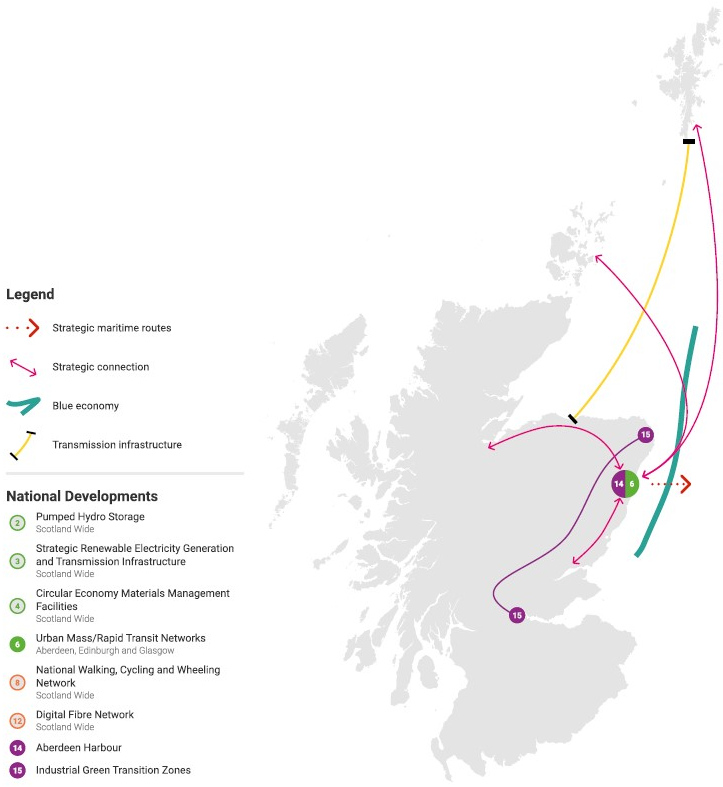 Legend
Strategic maritime routes
Strategic connection
Blue economy
Transmission infrastructure
National Developments
2 Pumped Hydro Storage
Scotland Wide
3 Strategic Renewable Electricity Generation
and Transmission Infrastructure
Scotland Wide
4 Circular Economy Materials Management
Facilities
Scotland Wide
6 Urban Mass/Rapid Transit Networks
Aberdeen, Edinburgh and Glasgow
8 National Walking, Cycling and Wheeling
Network
Scotland Wide
12 Digital Fibre Network
Scotland Wide
14 Aberdeen Harbour
15 Industrial Green Transition Zones
15
14 6
15